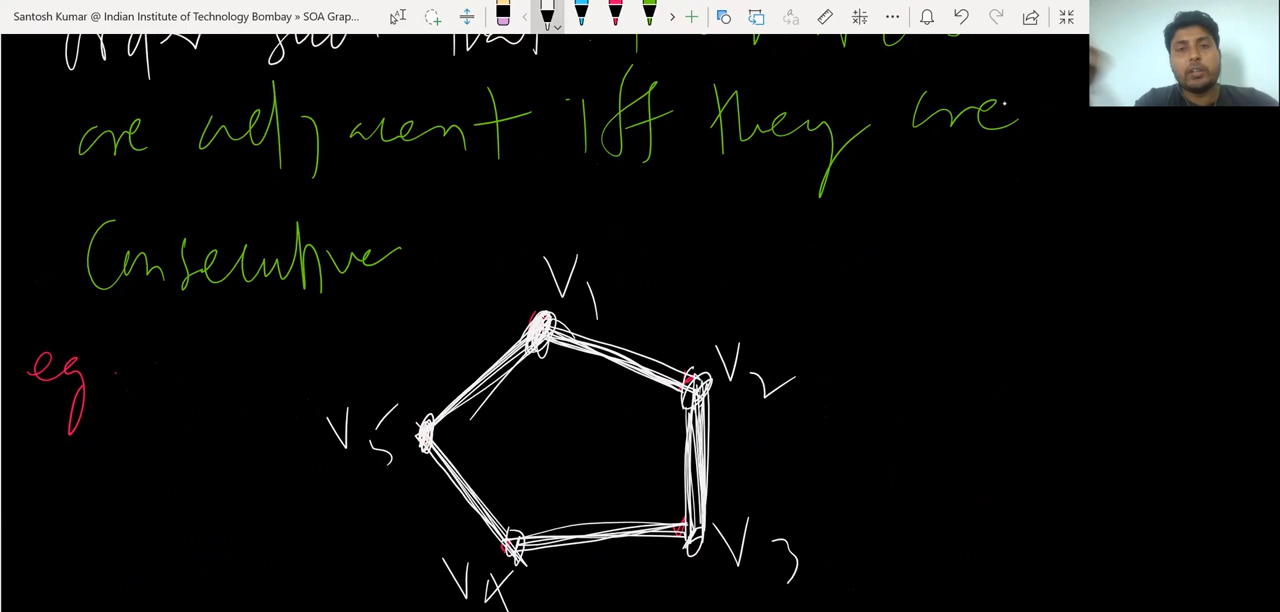 Santosh Kumar @ Indian Institute of Technology Bombay » SOA Grap...
are adjacent iff they are
Consecutive
eg.
V1
V2
V5
V3
V4